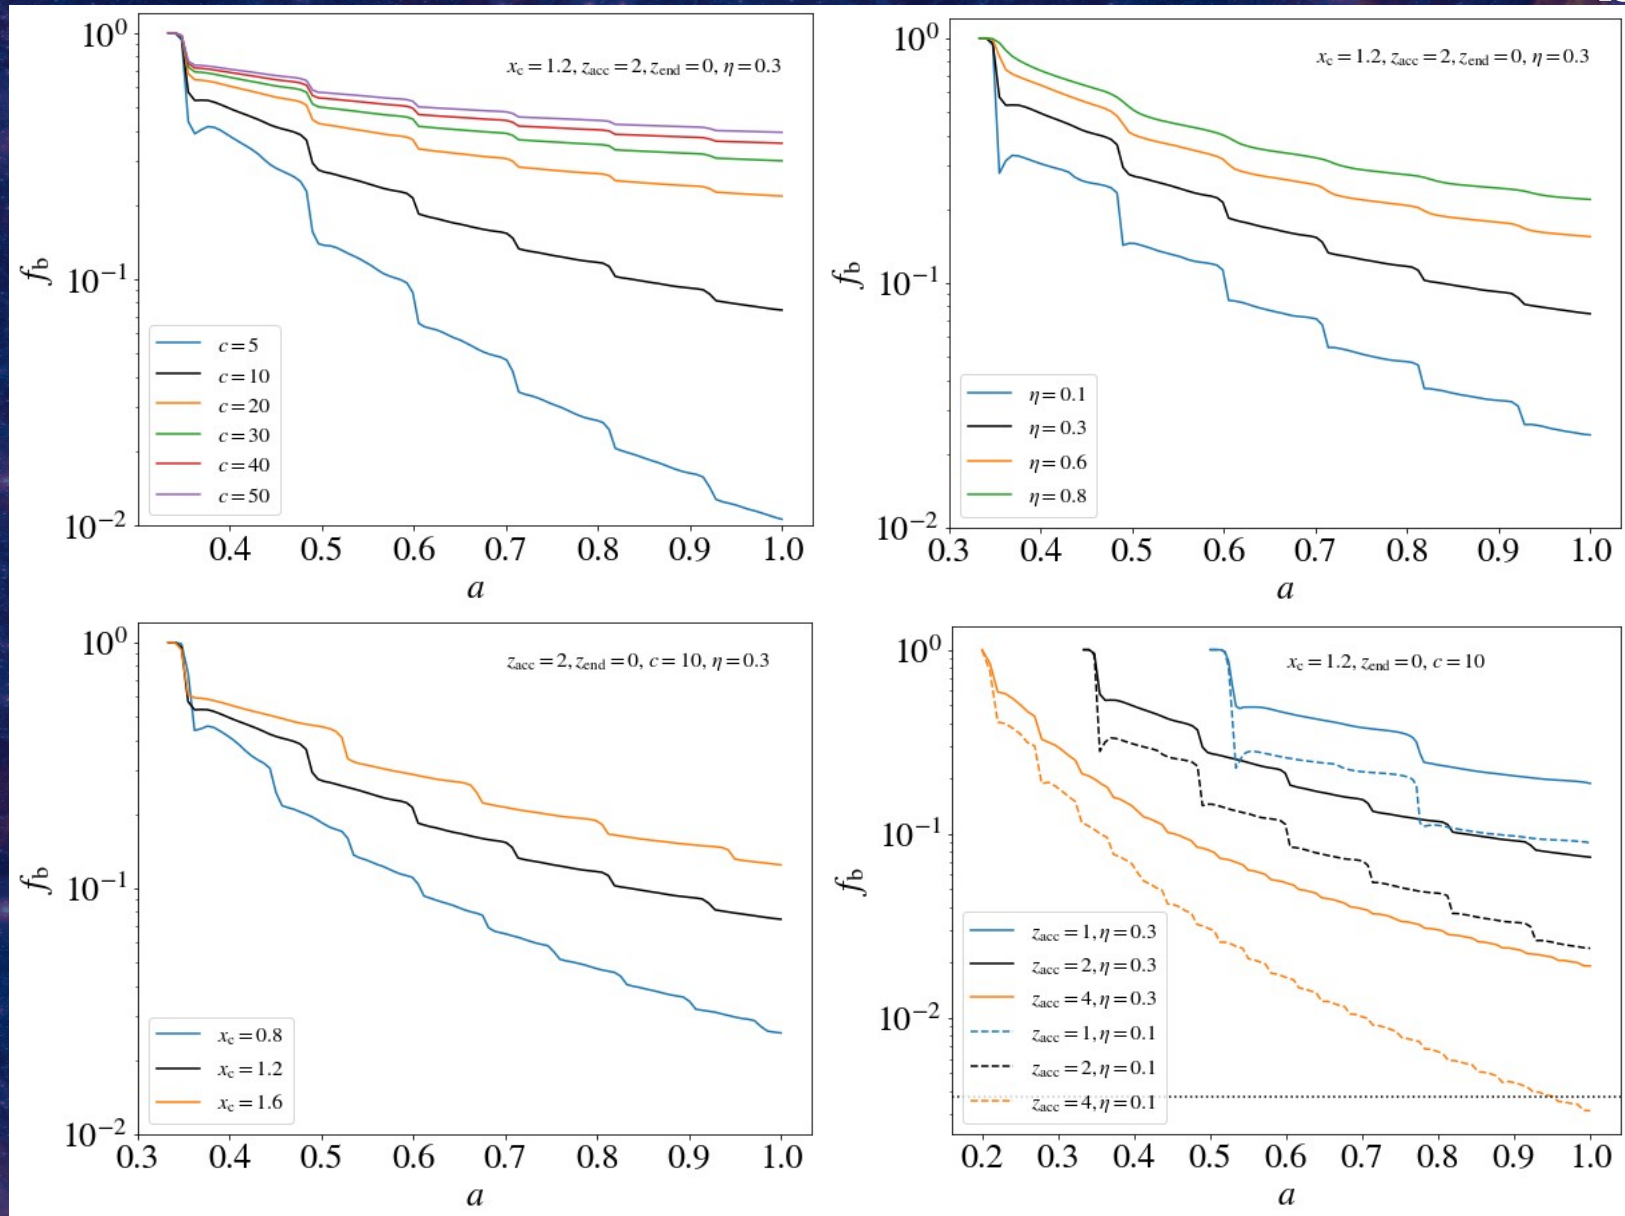 x_c = 1.2, z_acc = 2, z_end = 0, η = 0.3
10^0
10^−1
10^−2
f_b
c = 5
c = 10
c = 20
c = 30
c = 40
c = 50
0.4 0.5 0.6 0.7 0.8 0.9 1.0
a
x_c = 1.2, z_acc = 2, z_end = 0, η = 0.3
10^0
10^−1
10^−2
f_b
η = 0.1
η = 0.3
η = 0.6
η = 0.8
0.3 0.4 0.5 0.6 0.7 0.8 0.9 1.0
a
z_acc = 2, z_end = 0, c = 10, η = 0.3
10^0
10^−1
10^−2
f_b
x_c = 0.8
x_c = 1.2
x_c = 1.6
0.3 0.4 0.5 0.6 0.7 0.8 0.9 1.0
a
x_c = 1.2, z_end = 0, c = 10
10^0
10^−1
10^−2
f_b
z_acc = 1, η = 0.3
z_acc = 2, η = 0.3
z_acc = 4, η = 0.3
z_acc = 1, η = 0.1
z_acc = 2, η = 0.1
z_acc = 4, η = 0.1
0.2 0.3 0.4 0.5 0.6 0.7 0.8 0.9 1.0
a